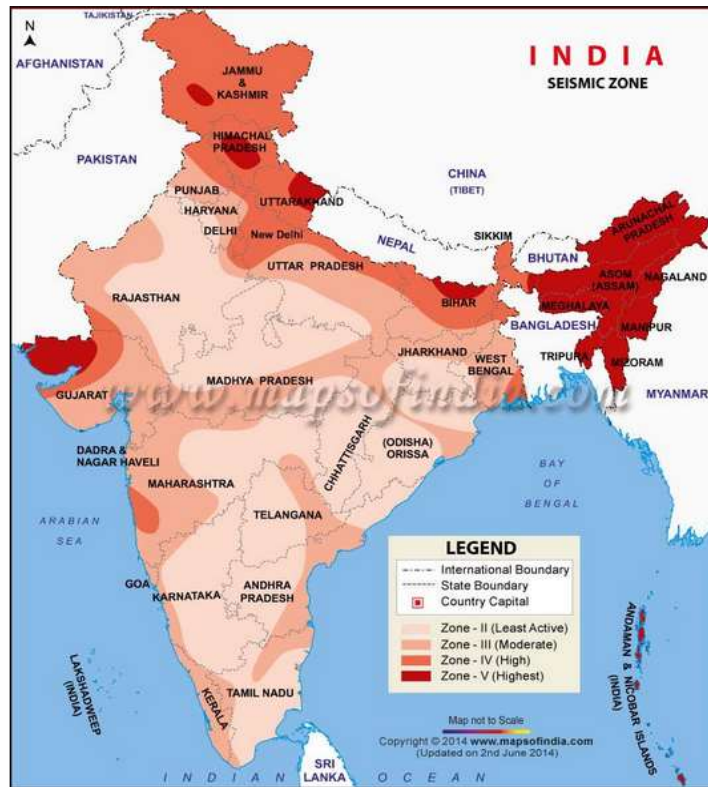 N
TAJIKISTAN
AFGHANISTAN
INDIA
SEISMIC ZONE
JAMMU
&
KASHMIR
HIMACHAL
PRADESH
PAKISTAN
CHINA
(TIBET)
PUNJAB
UTTARAKHAND
HARYANA
DELHI
New Delhi
NEPAL
SIKKIM
BHUTAN
ARUNACHAL
PRADESH
UTTAR PRADESH
ASOM
(ASSAM)
NAGALAND
RAJASTHAN
BIHAR
MEGHALAYA
BANGLADESH
MANIPUR
JHARKHAND
WEST
BENGAL
TRIPURA
MIZORAM
MADHYA PRADESH
www.mapsofindia.com
GUJARAT
MYANMAR
CHHATTISGARH
(ODISHA)
ORISSA
DADRA &
NAGAR HAVELI
MAHARASHTRA
BAY
OF
BENGAL
TELANGANA
ARABIAN
SEA
GOA
KARNATAKA
ANDHRA
PRADESH
LEGEND
International Boundary
State Boundary
Country Capital
Zone - II (Least Active)
Zone - III (Moderate)
Zone - IV (High)
Zone - V (Highest)
LAKSHADWEEP
(INDIA)
KERALA
TAMIL NADU
ANDAMAN & NICOBAR ISLANDS
(INDIA)
Map not to Scale
Copyright © 2014 www.mapsofindia.com
(Updated on 2nd June 2014)
SRI
LANKA
INDIAN OCEAN